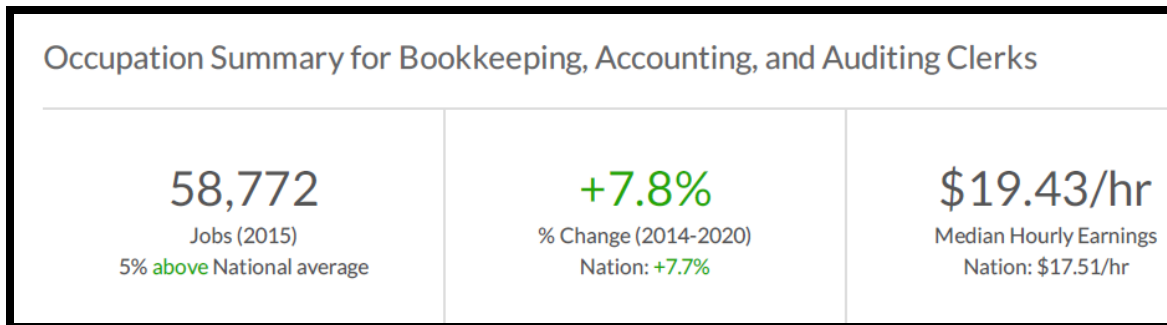 Occupation Summary for Bookkeeping, Accounting, and Auditing Clerks
58,772
Jobs (2015)
5% above National average
+7.8%
% Change (2014-2020)
Nation: +7.7%
$19.43/hr
Median Hourly Earnings
Nation: $17.51/hr